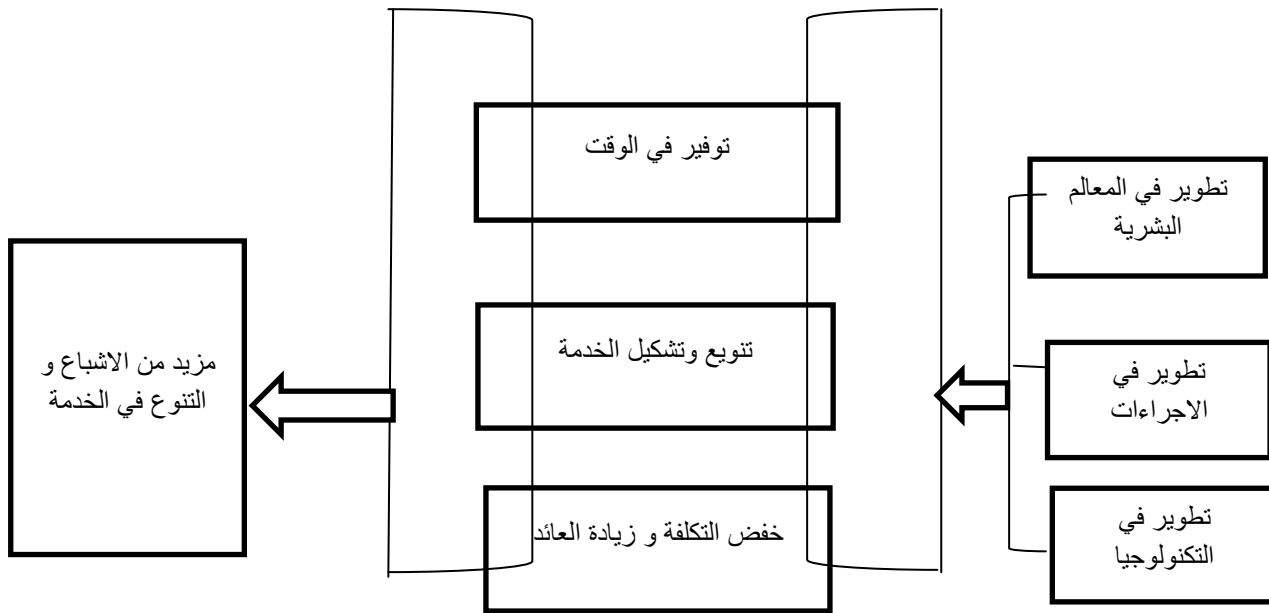 تطوير في المعالم
البشرية
تطوير في
الاجراءات
تطوير في
التكنولوجيا
توفير في الوقت
تنويع وتشكيل الخدمة
خفض التكلفة و زيادة العائد
مزيد من الاشباع و
التنوع في الخدمة